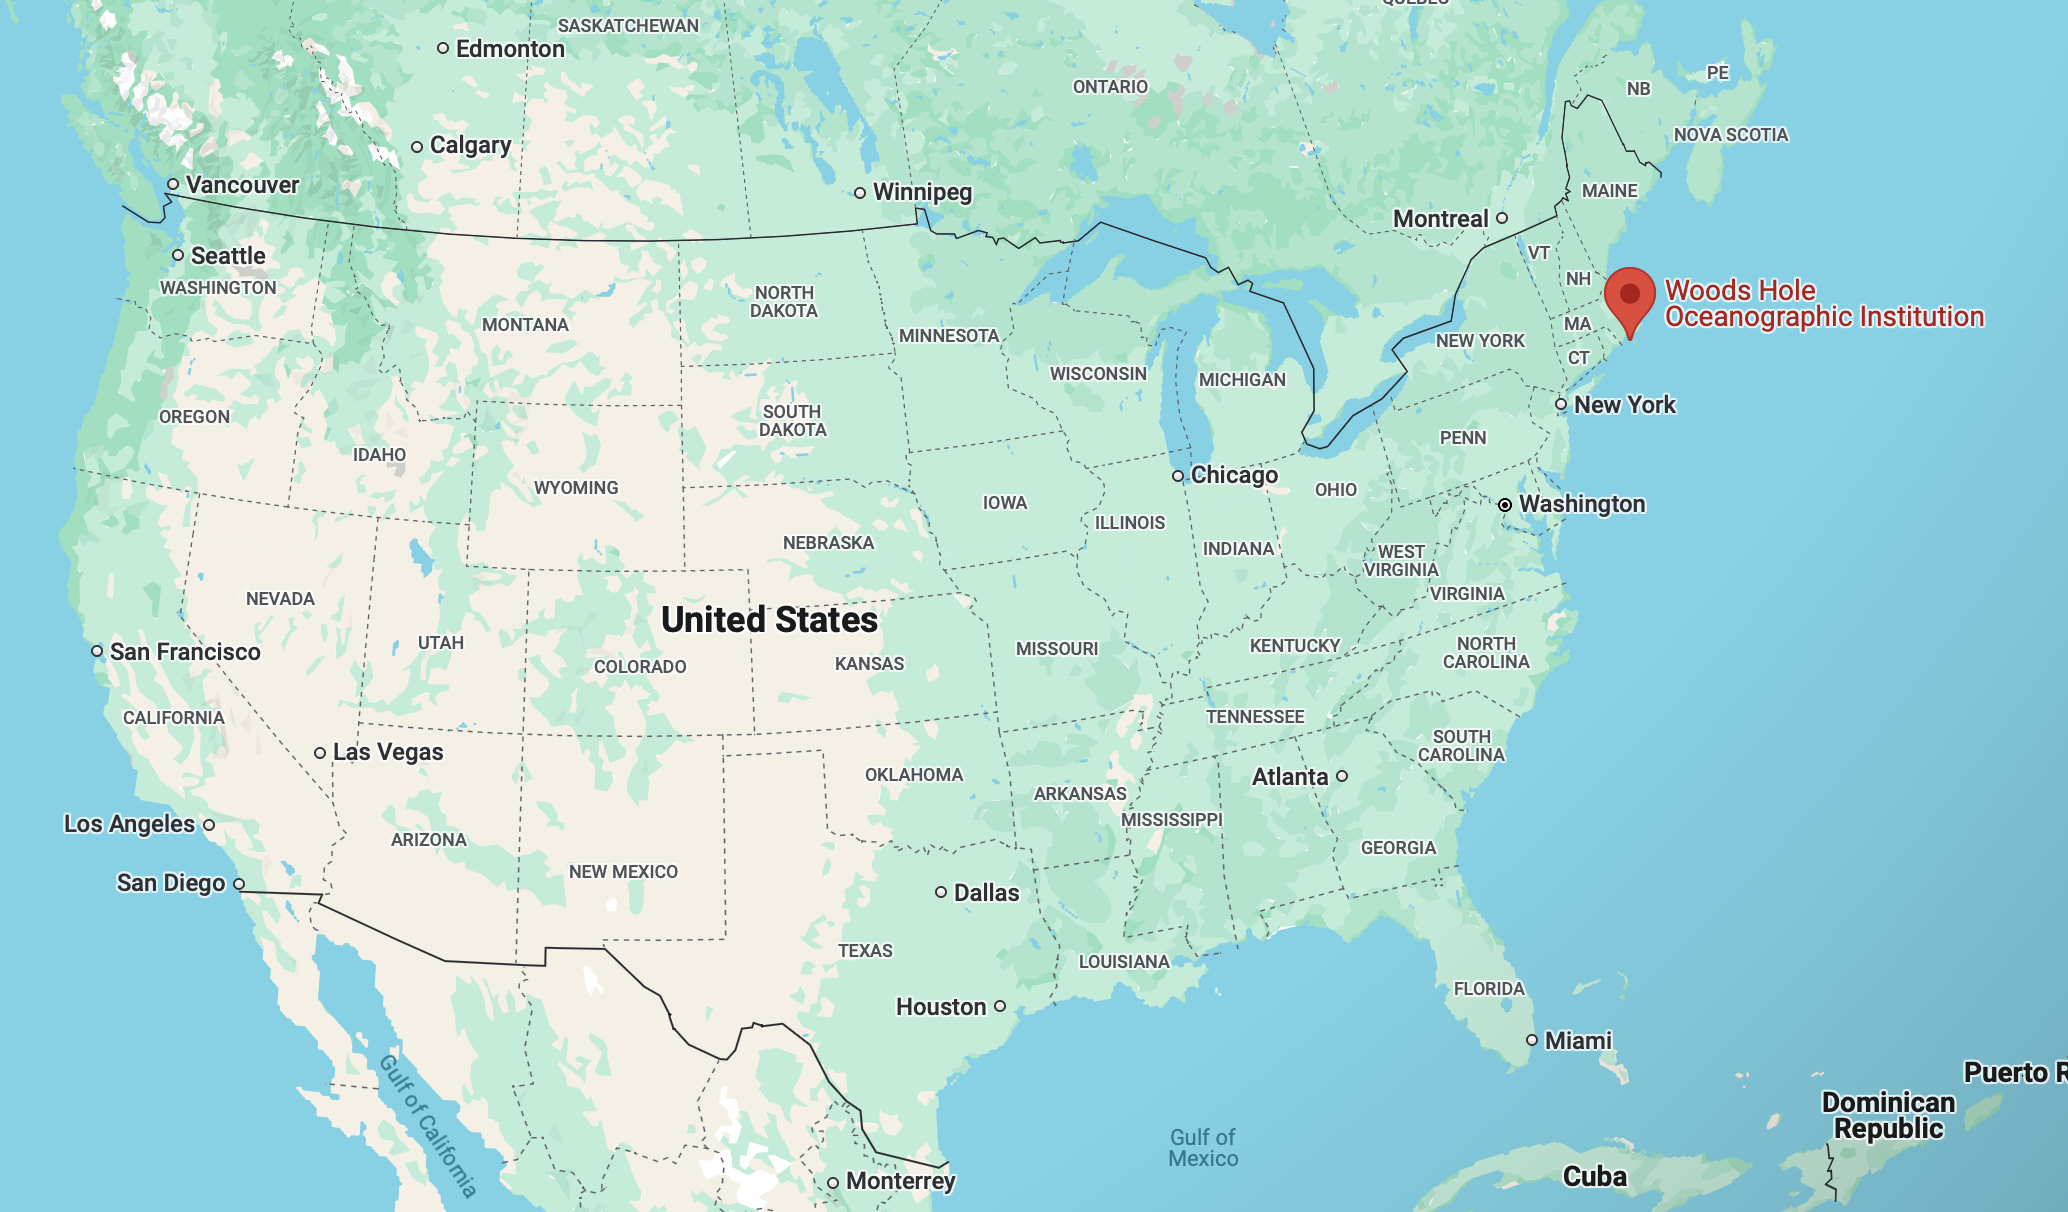 QUEBEC
SASKATCHEWAN
Edmonton
ONTARIO
PE
NB
NOVA SCOTIA
Calgary
Vancouver
Winnipeg
MAINE
Montreal
Seattle
VT
WASHINGTON
NH
NORTH
DAKOTA
Woods Hole
Oceanographic Institution
MONTANA
MINNESOTA
MA
NEW YORK
CT
WISCONSIN
MICHIGAN
New York
OREGON
SOUTH
DAKOTA
PENN
IDAHO
Chicago
WYOMING
OHIO
IOWA
Washington
ILLINOIS
NEBRASKA
INDIANA
WEST
VIRGINIA
NEVADA
VIRGINIA
United States
UTAH
San Francisco
COLORADO
KANSAS
MISSOURI
KENTUCKY
NORTH
CAROLINA
CALIFORNIA
TENNESSEE
Las Vegas
SOUTH
CAROLINA
OKLAHOMA
Atlanta
ARKANSAS
Los Angeles
MISSISSIPPI
ARIZONA
GEORGIA
NEW MEXICO
San Diego
Dallas
TEXAS
LOUISIANA
FLORIDA
Houston
Miami
Gulf of California
Puerto R
Dominican
Republic
Gulf of
Mexico
Cuba
Monterrey